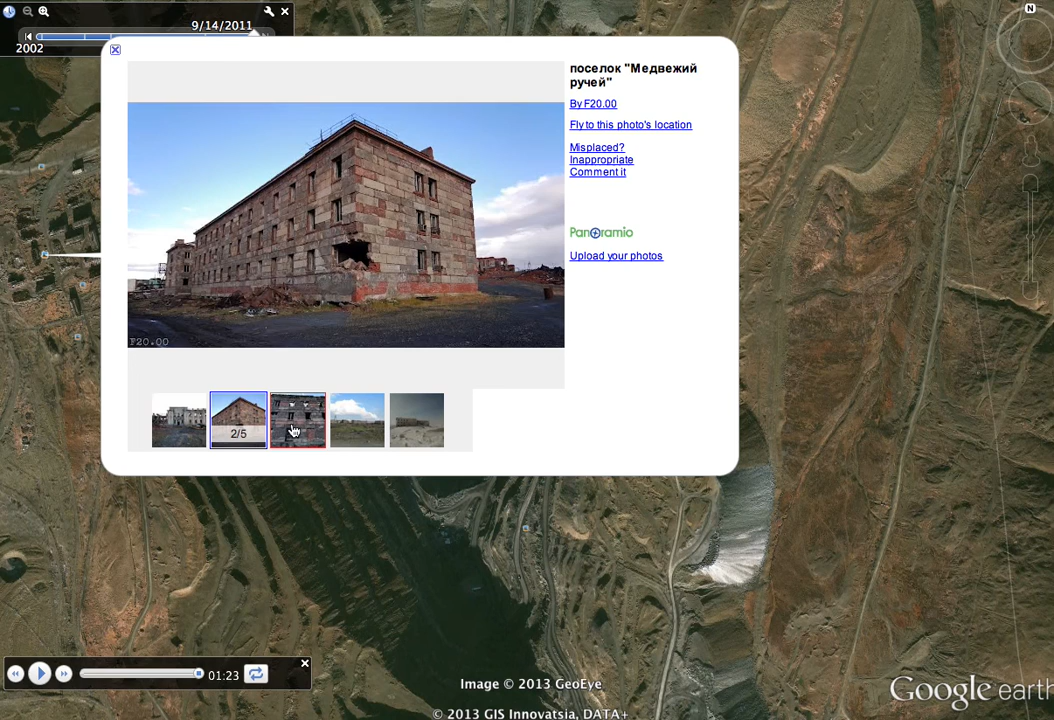 9/14/2011
2002
поселок "Медвежий
ручей"
By F20.00
Fly to this photo's location
Misplaced?
Inappropriate
Comment it
Panoramio
Upload your photos
F20.00
2/5
N
01:23
Image © 2013 GeoEye
Google earth
© 2013 GIS Innovatsia, DATA+